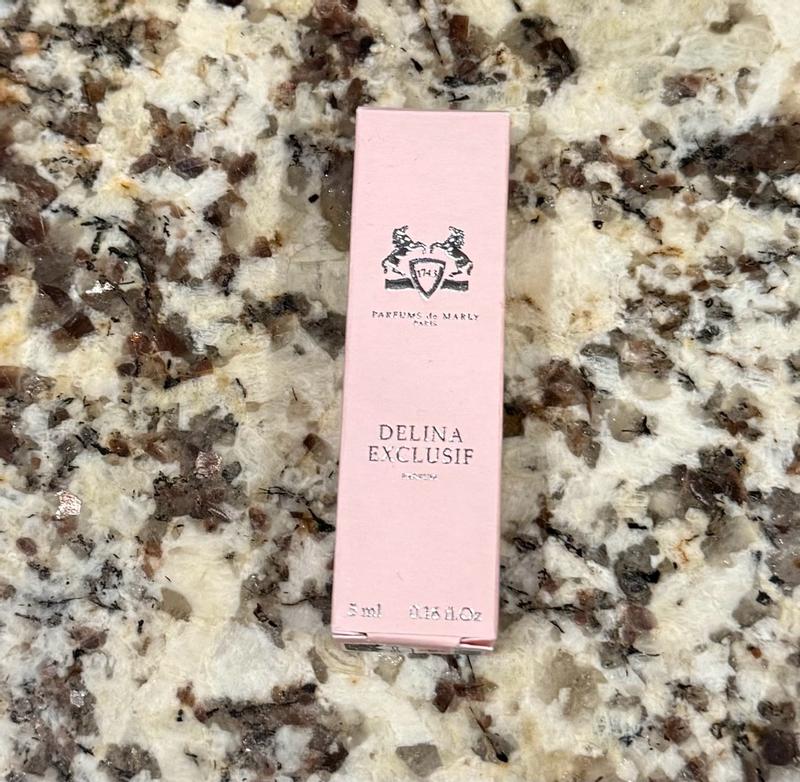 1743
PARFUMS de MARLY
PARIS
DELINA
EXCLUSIF
PARFUM
5 ml 0.16 fl.Oz